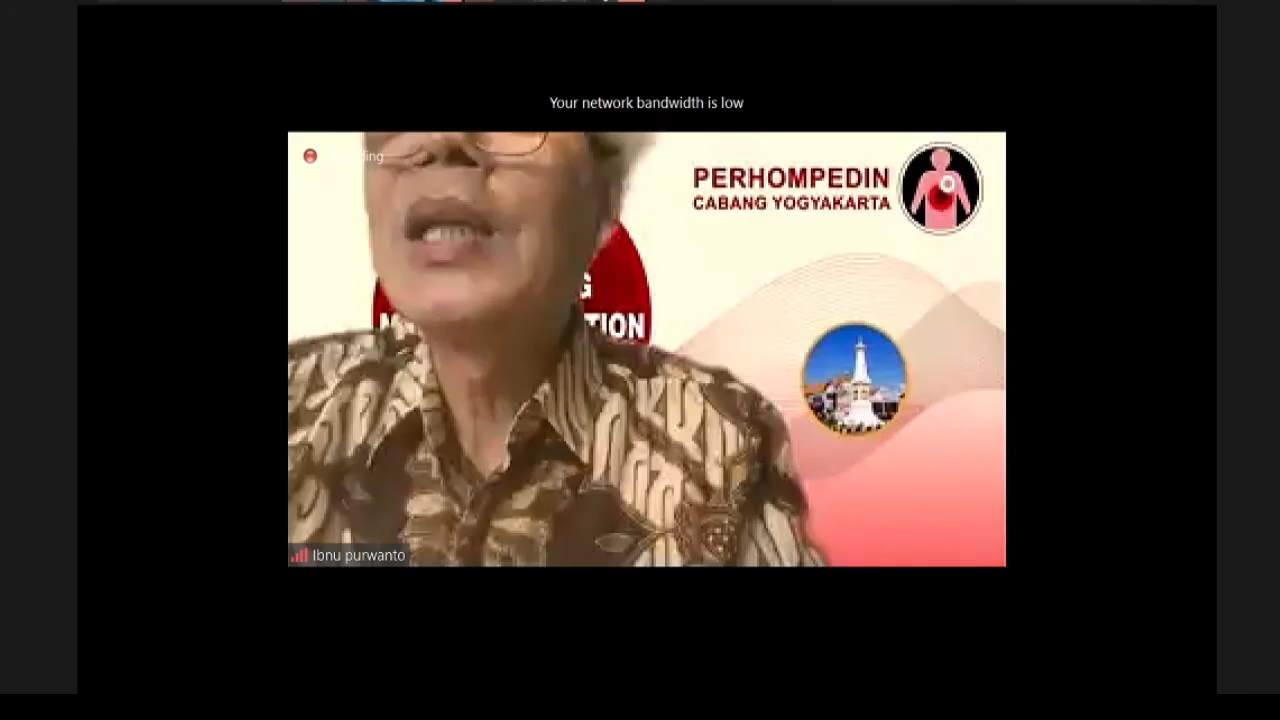 Your network bandwidth is low
PERHOMPEDIN
CABANG YOGYAKARTA
Ibnu purwanto